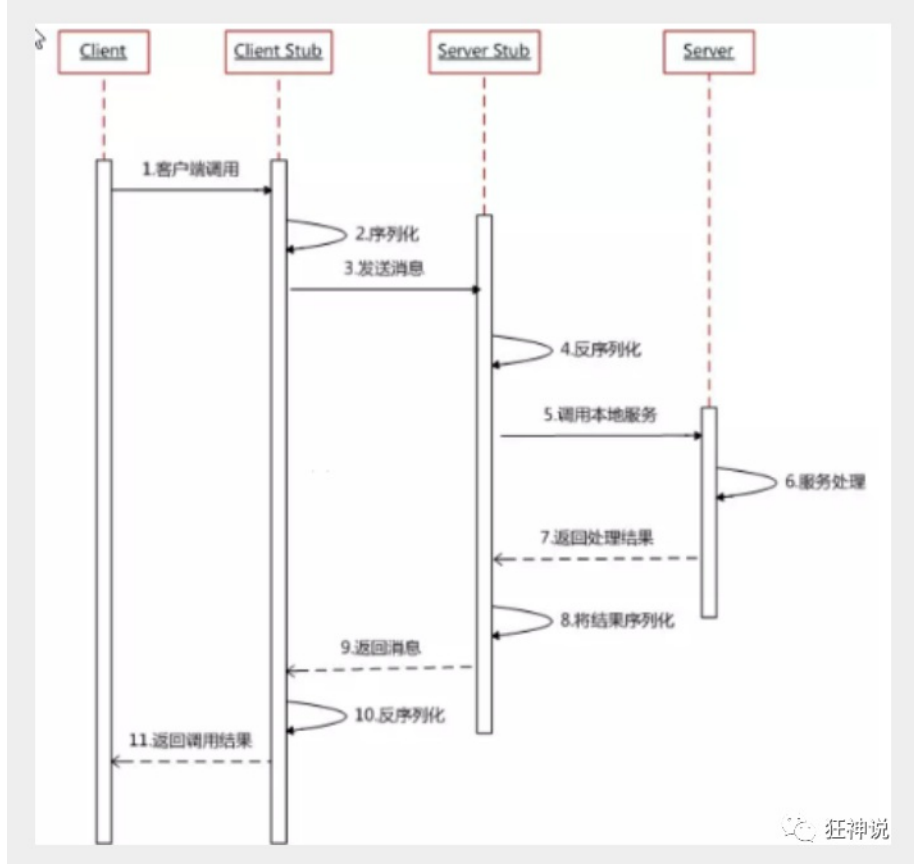 Client
Client Stub
Server Stub
Server
1.客户端调用
2.序列化
3.发送消息
4.反序列化
5.调用本地服务
6.服务处理
7.返回处理结果
8.将结果序列化
9.返回消息
10.反序列化
11.返回调用结果
狂神说